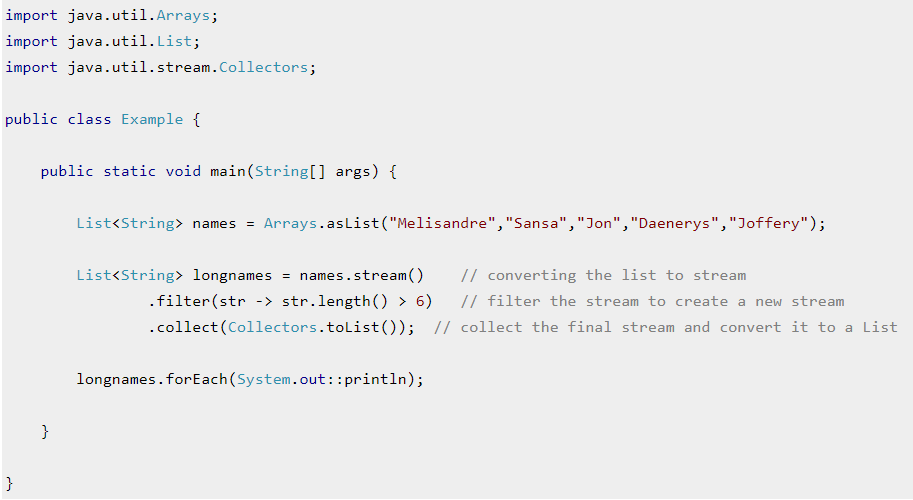 import java.util.Arrays;
import java.util.List;
import java.util.stream.Collectors;
public class Example {
public static void main(String[] args) {
List<String> names = Arrays.asList("Melisandre","Sansa","Jon","Daenerys","Joffery");
List<String> longnames = names.stream()    // converting the list to stream
.filter(str -> str.length() > 6)   // filter the stream to create a new stream
.collect(Collectors.toList());  // collect the final stream and convert it to a List
longnames.forEach(System.out::println);
}
}